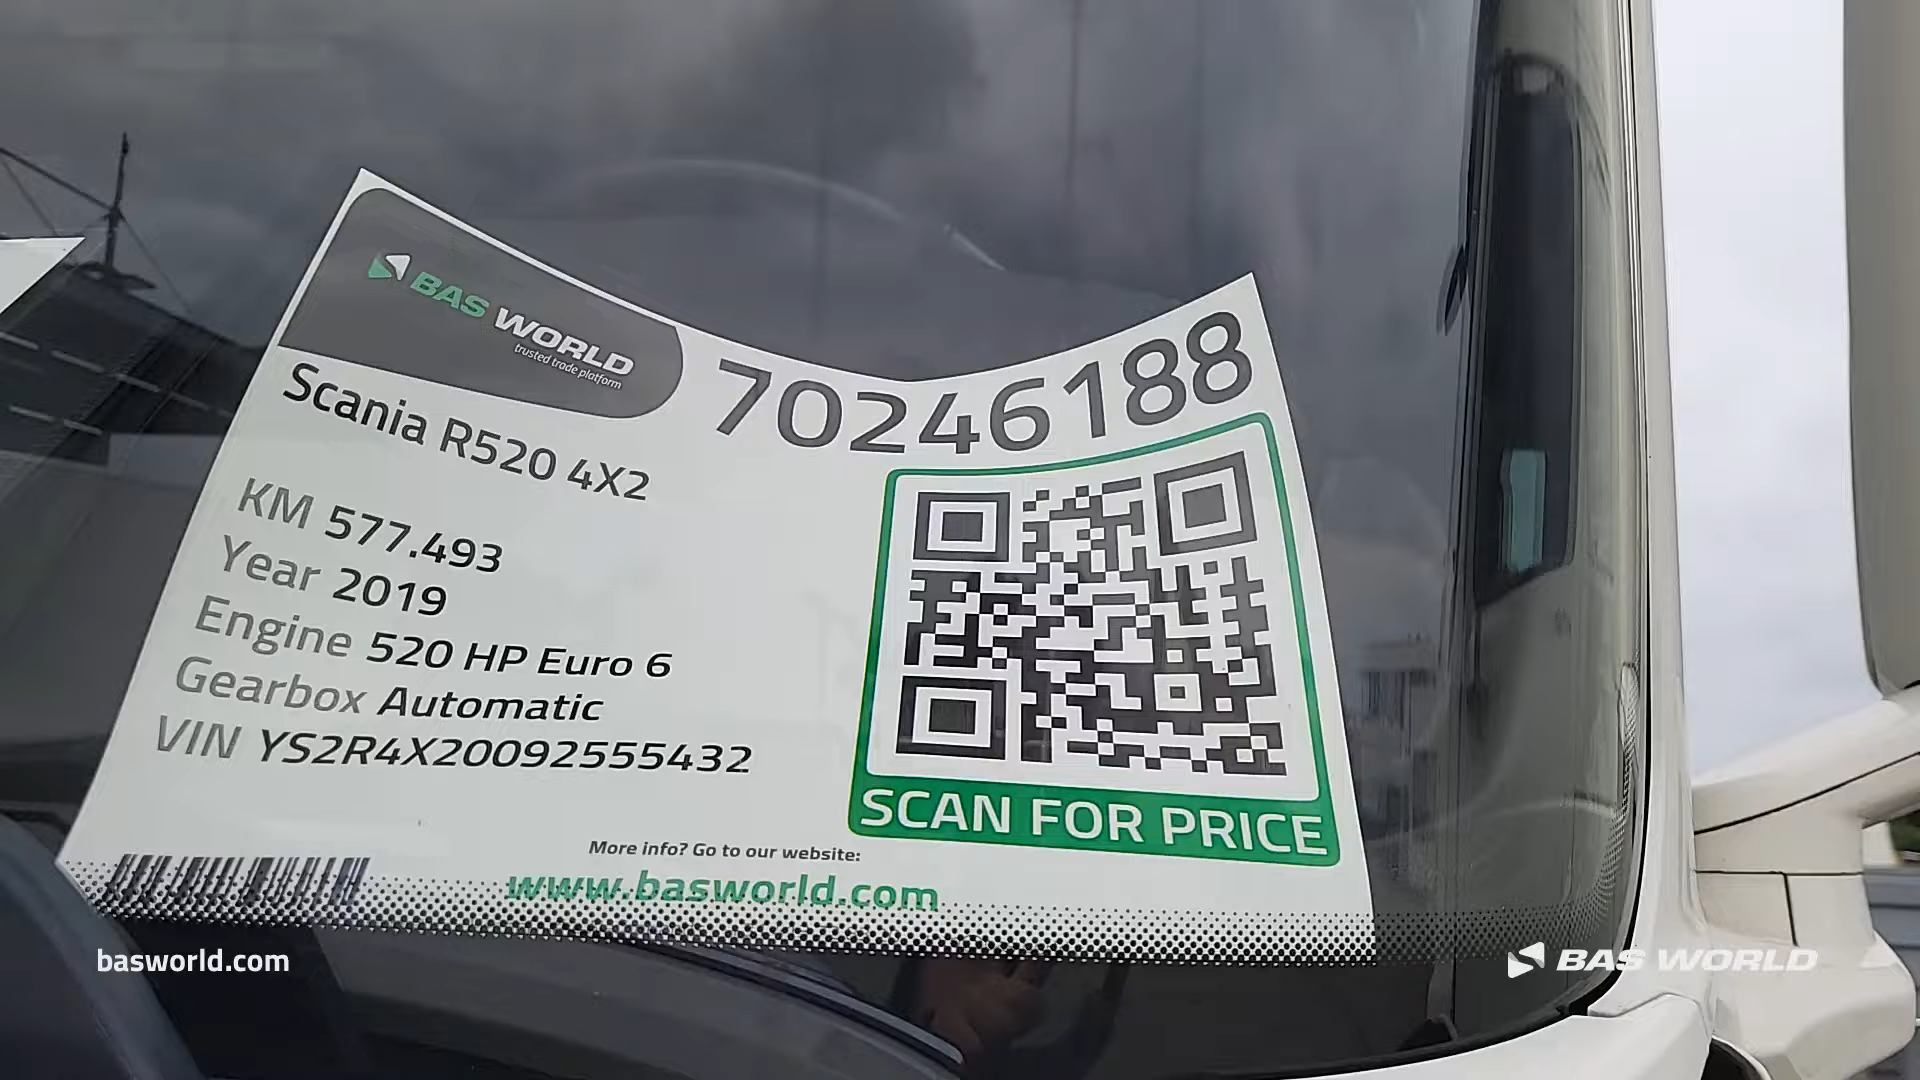 BAS WORLD
trusted trade platform
70246188
Scania R520 4X2
KM 577.493
Year 2019
Engine 520 HP Euro 6
Gearbox Automatic
VIN YS2R4X20092555432
SCAN FOR PRICE
More info? Go to our website:
www.basworld.com
basworld.com
BAS WORLD